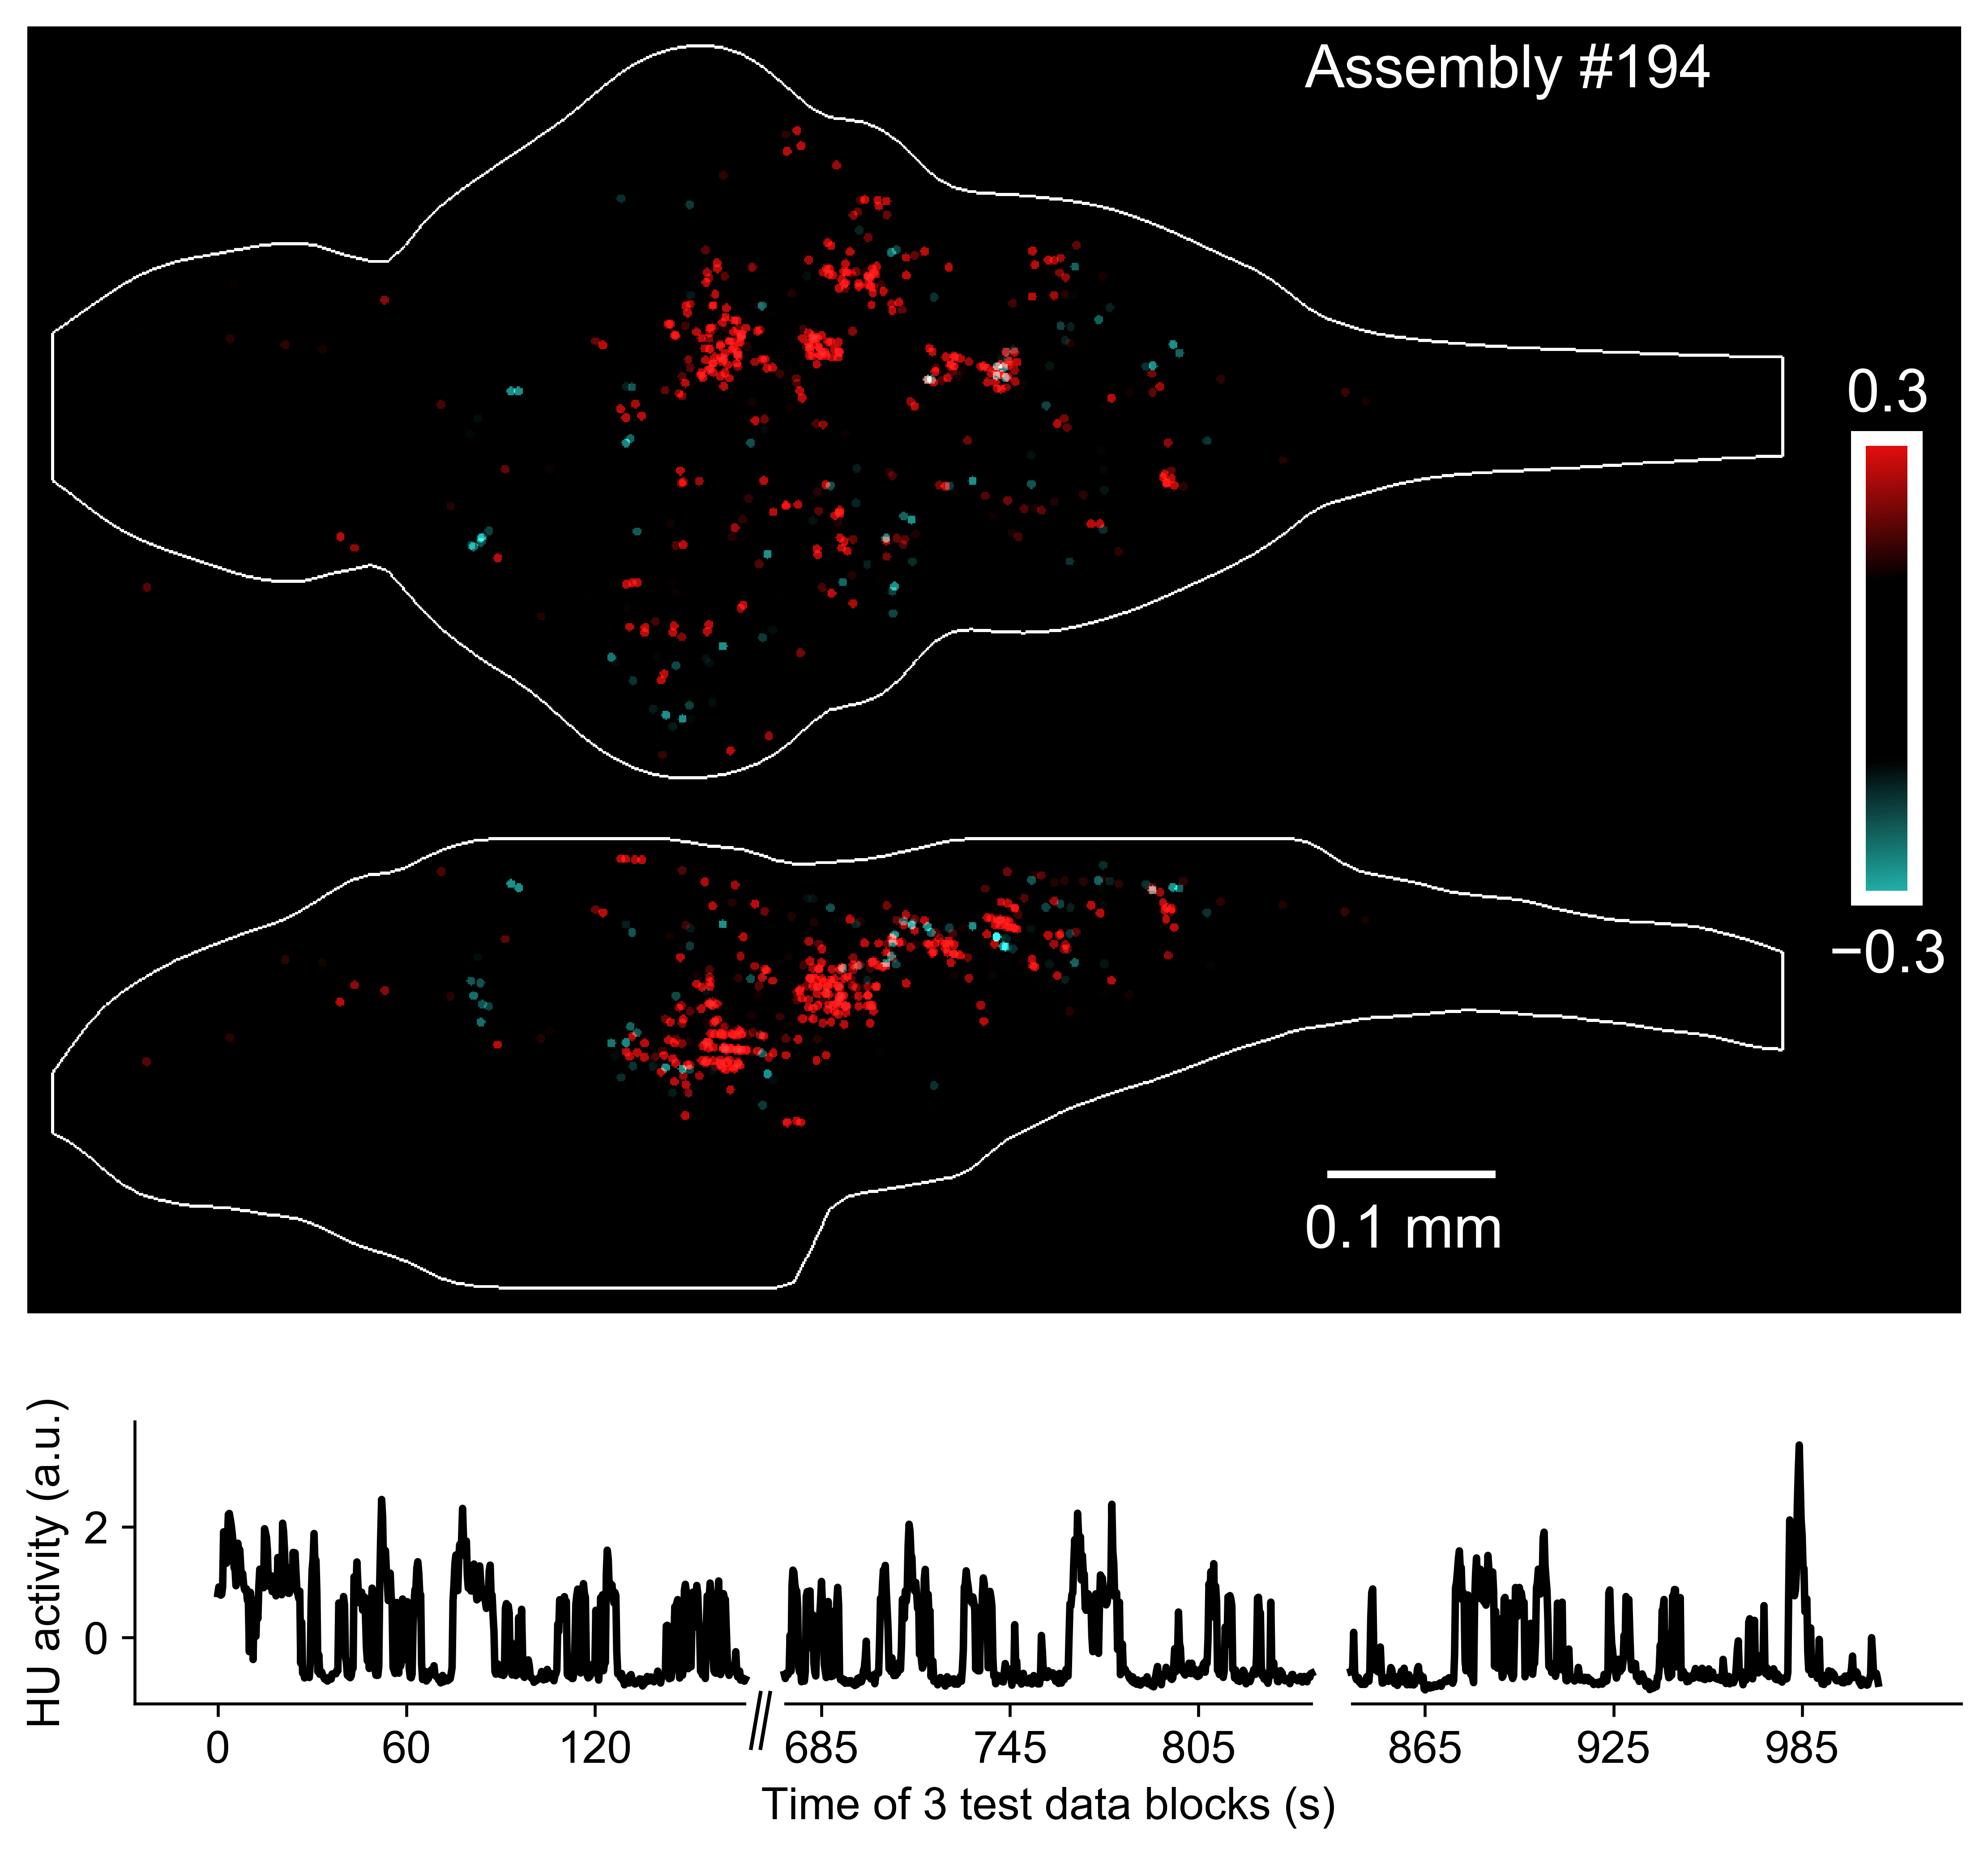 Assembly #194
0.3
−0.3
0.1 mm
HU activity (a.u.)
2
0
0 60 120 685 745 805 865 925 985
Time of 3 test data blocks (s)